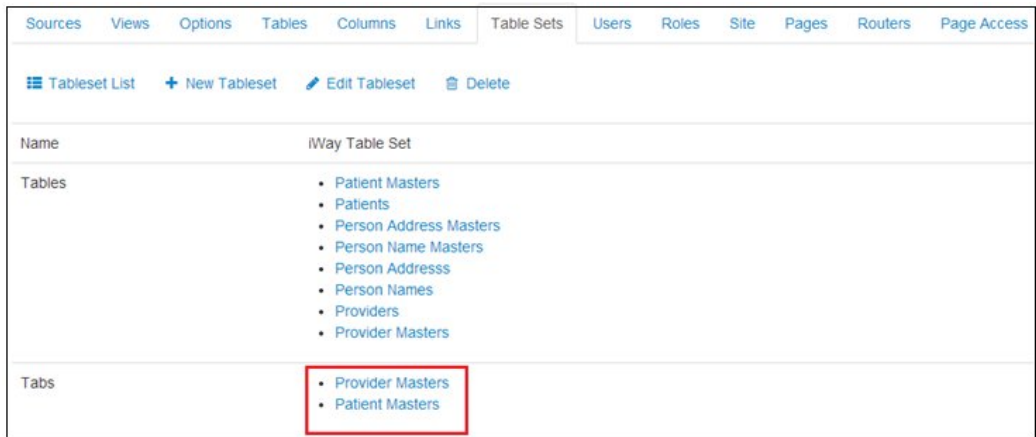 Sources Views Options Tables Columns Links Table Sets Users Roles Site Pages Routers Page Access
Tableset List + New Tableset Edit Tableset Delete
Name iWay Table Set
Tables
• Patient Masters
• Patients
• Person Address Masters
• Person Name Masters
• Person Addresss
• Person Names
• Providers
• Provider Masters
Tabs
• Provider Masters
• Patient Masters